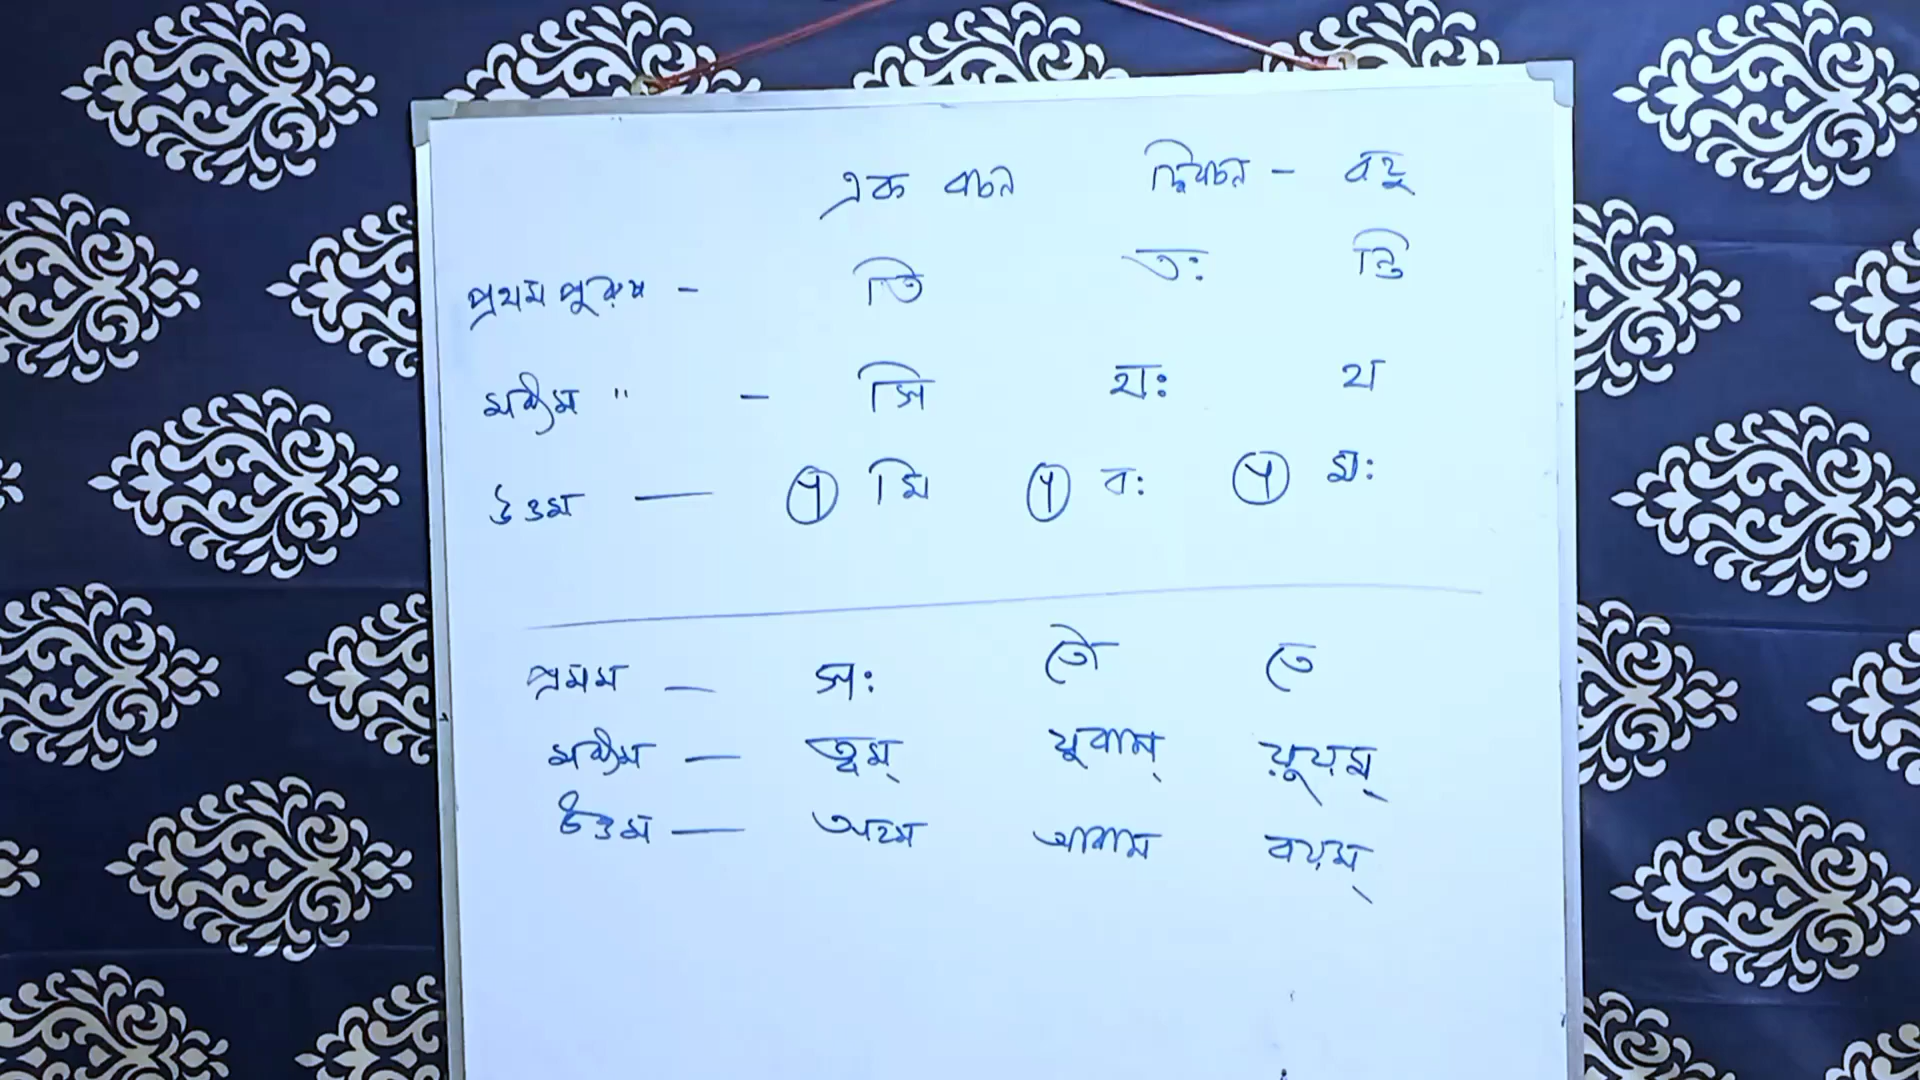 এক বচন দ্বিবচন - বহু
প্রথম পুরুষ - তি তঃ ন্তি
মধ্যম " - সি থঃ থ
উত্তম — া মি া বঃ া মঃ
প্রথম — সঃ তৌ তে
মধ্যম — ত্বম্ যুবাম্ যূয়ম্
উত্তম — অহম আবাম বয়ম্